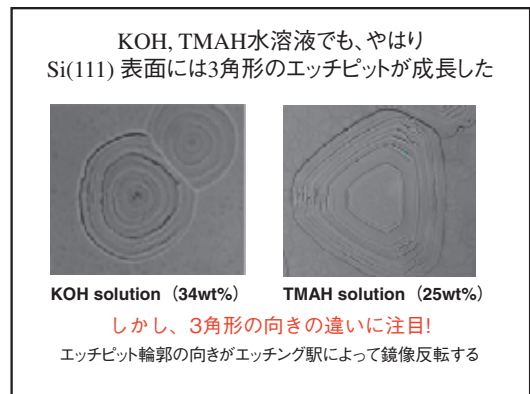 KOH, TMAH水溶液でも、やはり
Si(111) 表面には3角形のエッチピットが成長した
KOH solution（34wt%）
TMAH solution（25wt%）
しかし、3角形の向きの違いに注目!
エッチピット輪郭の向きがエッチング駅によって鏡像反転する